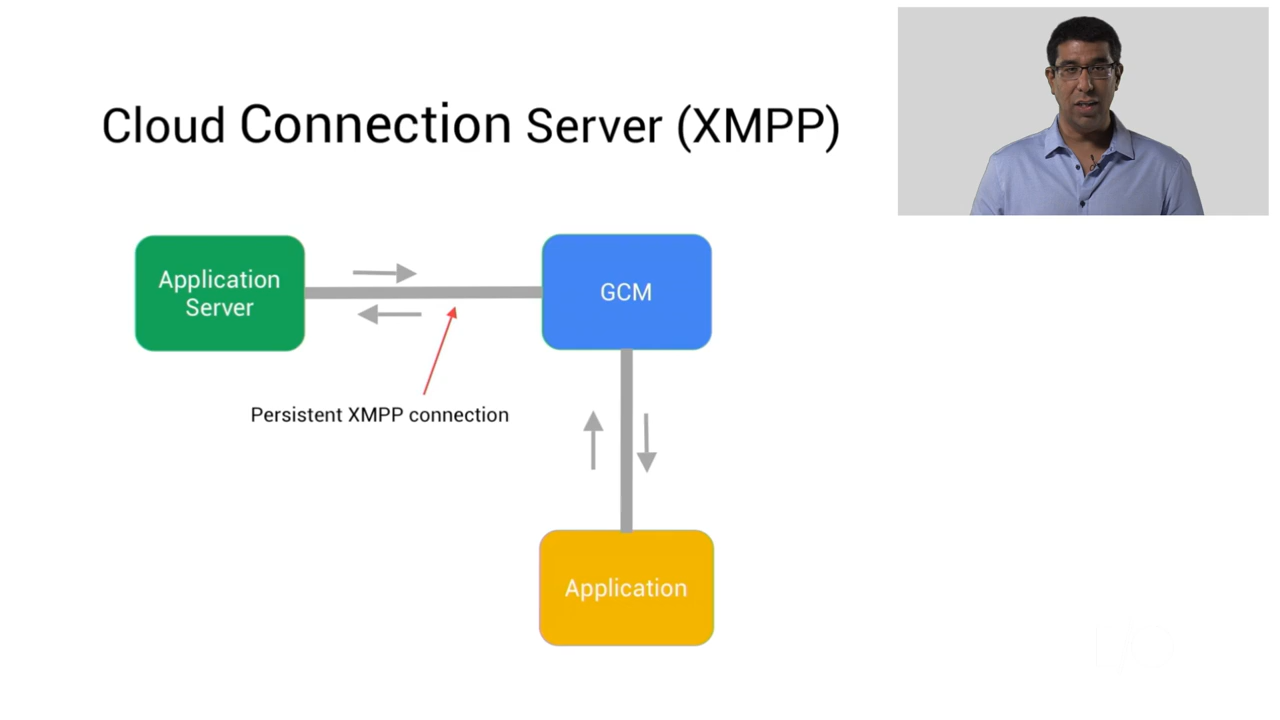 Cloud Connection Server (XMPP)
Application
Server
GCM
Persistent XMPP connection
Application